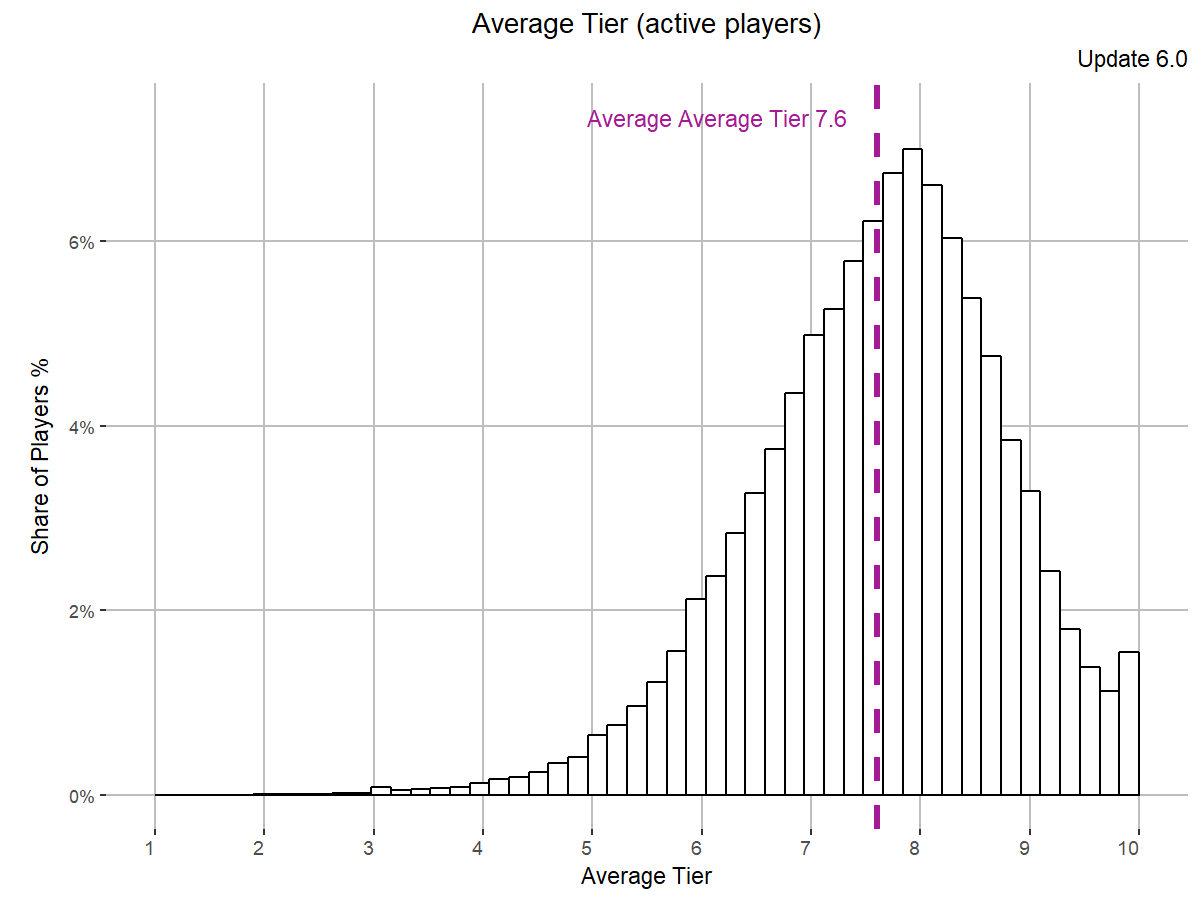 Average Tier (active players)
Update 6.0
Average Average Tier 7.6
Share of Players %
6%
4%
2%
0%
1 2 3 4 5 6 7 8 9 10
Average Tier